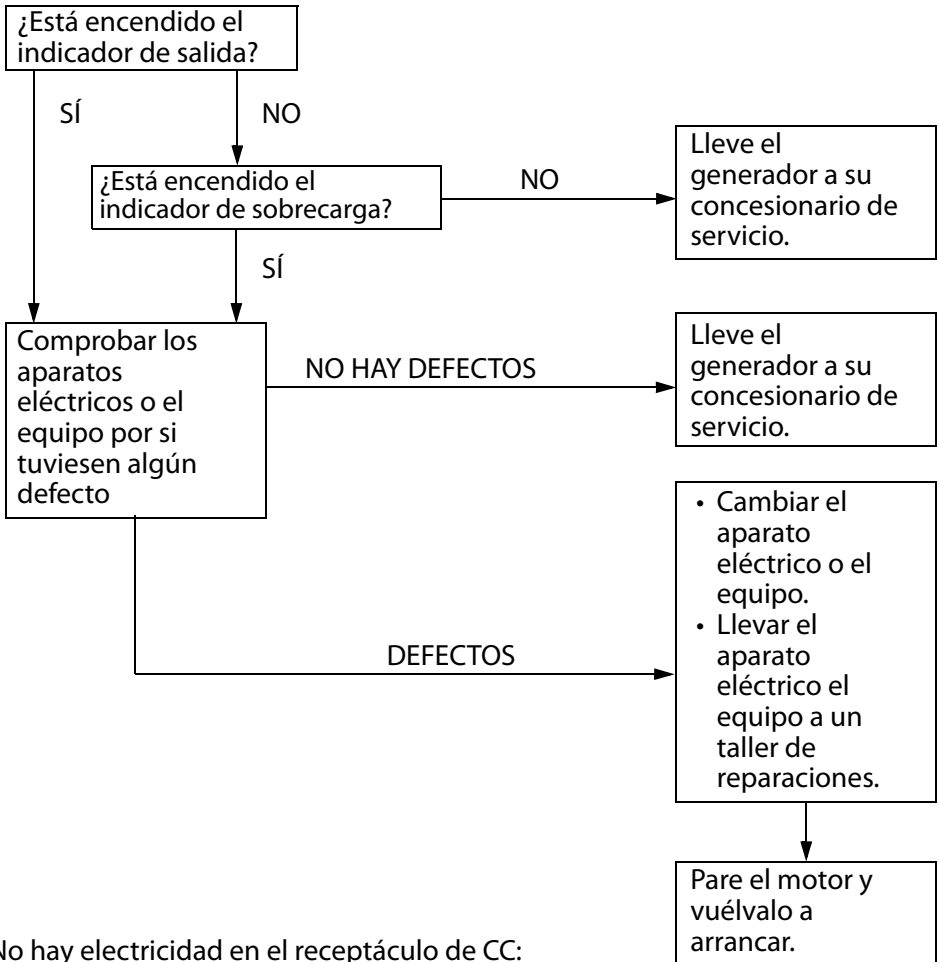 ¿Está encendido el
indicador de salida?
SÍ
NO
¿Está encendido el
indicador de sobrecarga?
NO
Lleve el
generador a su
concesionario de
servicio.
SÍ
Comprobar los
aparatos
eléctricos o el
equipo por si
tuviesen algún
defecto
NO HAY DEFECTOS
Lleve el
generador a su
concesionario de
servicio.
DEFECTOS
• Cambiar el
aparato
eléctrico o el
equipo.
• Llevar el
aparato
eléctrico el
equipo a un
taller de
reparaciones.
Pare el motor y
vuélvalo a
arrancar.
No hay electricidad en el receptáculo de CC: